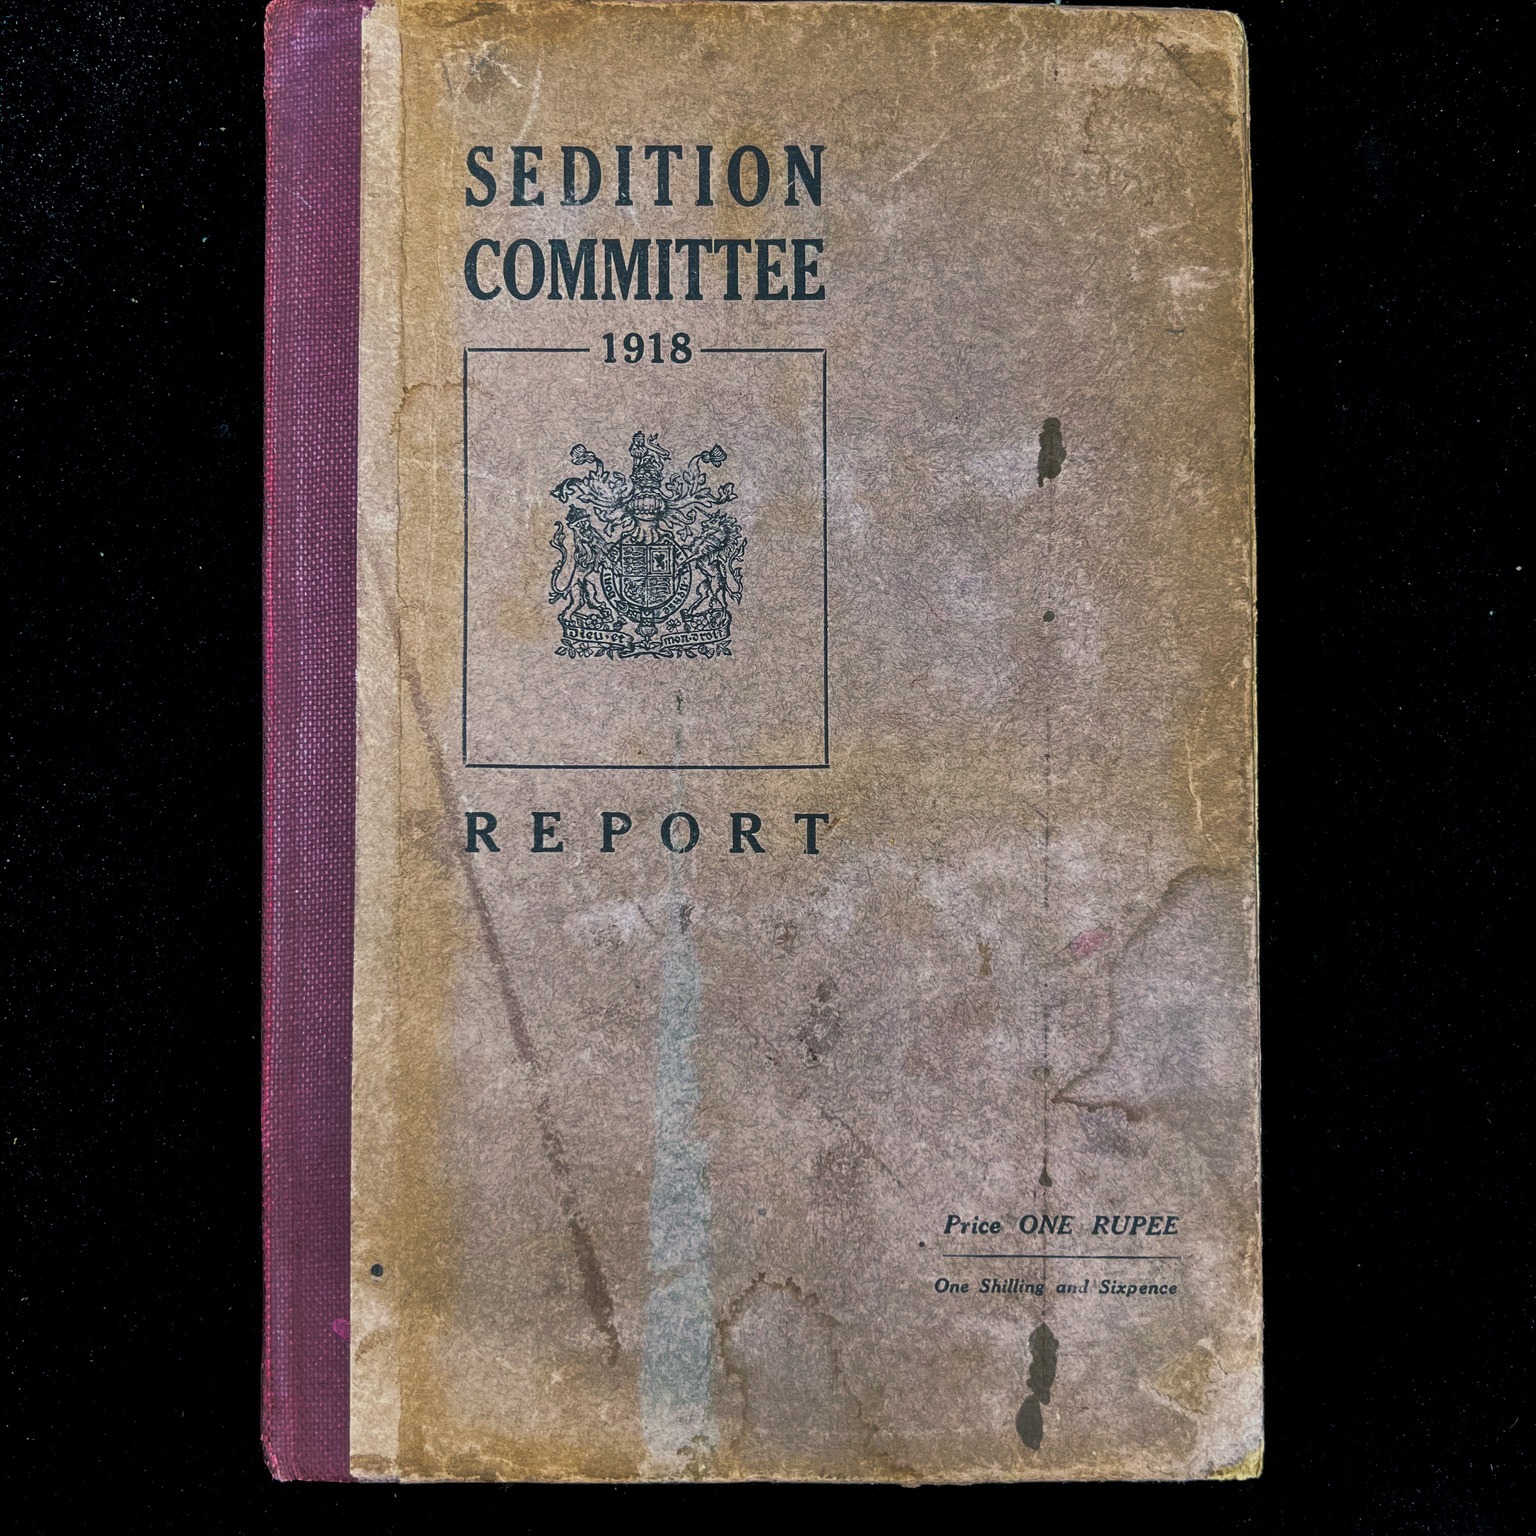 SEDITION
COMMITTEE
1918
Dieu et mon droit
REPORT
Price ONE RUPEE
One Shilling and Sixpence